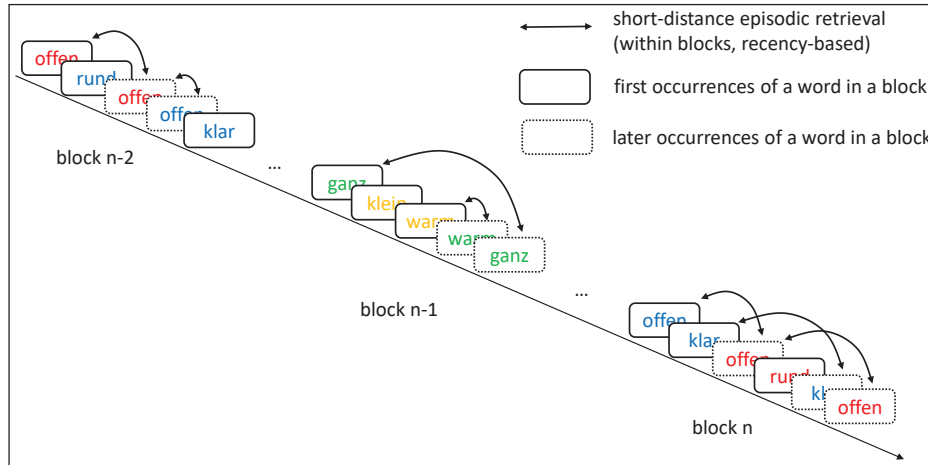 short-distance episodic retrieval
(within blocks, recency-based)
first occurrences of a word in a block
later occurrences of a word in a block
offen
rund
offen
offen
klar
block n-2
...
ganz
klein
warm
warm
ganz
block n-1
...
offen
klar
offen
rund
offen
block n